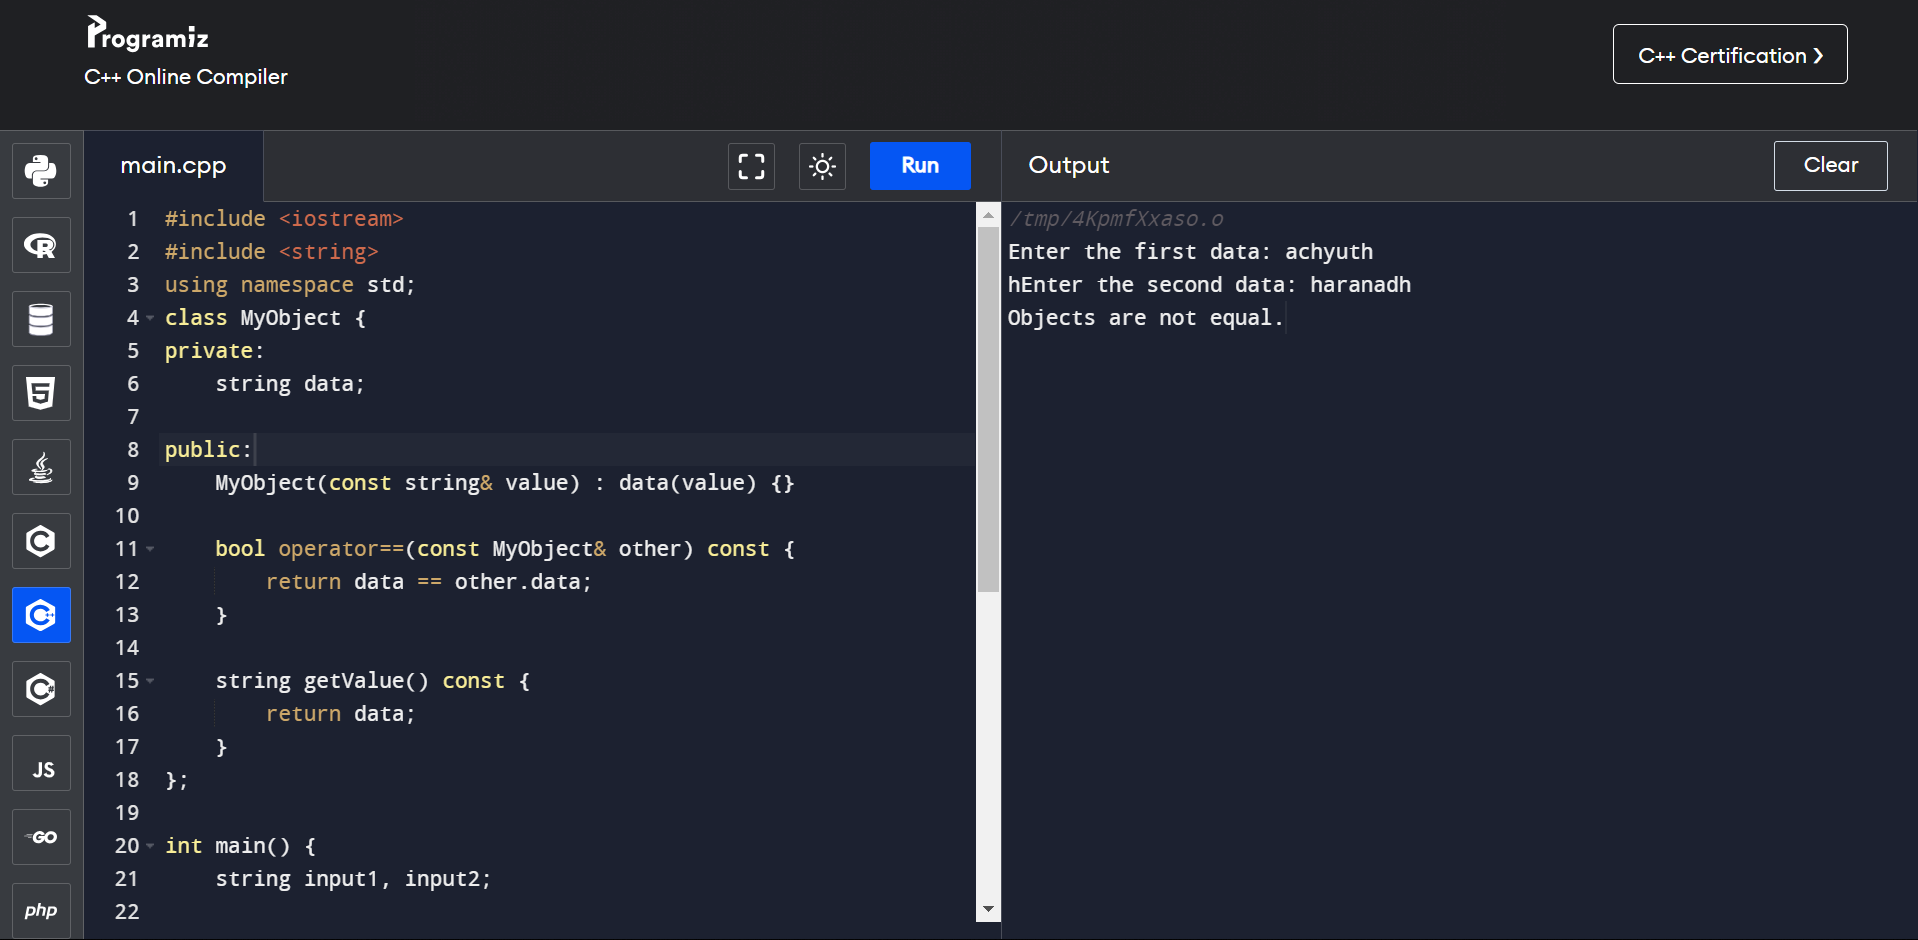 Programiz
C++ Online Compiler
C++ Certification ❯
main.cpp
Run
Output
Clear
1 #include <iostream>
2 #include <string>
3 using namespace std;
4 class MyObject {
5 private:
6     string data;
7
8 public:
9     MyObject(const string& value) : data(value) {}
10
11     bool operator==(const MyObject& other) const {
12         return data == other.data;
13     }
14
15     string getValue() const {
16         return data;
17     }
18 };
19
20 int main() {
21     string input1, input2;
22
/tmp/4KpmfXxaso.o
Enter the first data: achyuth
hEnter the second data: haranadh
Objects are not equal.
R
5
C
C++
C#
JS
GO
php